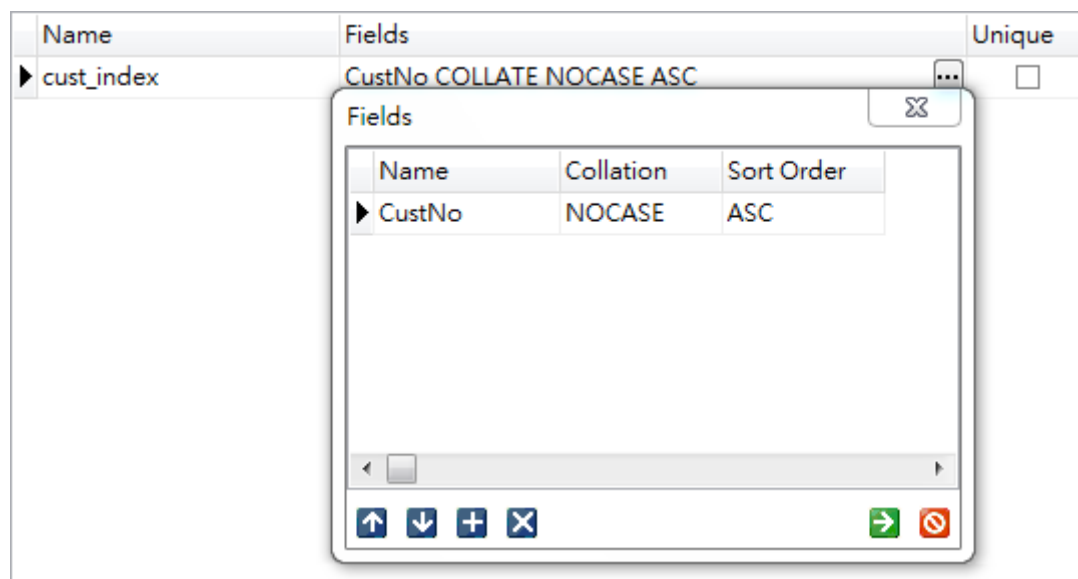 Name Fields Unique
cust_index CustNo COLLATE NOCASE ASC
Fields
Name Collation Sort Order
CustNo NOCASE ASC